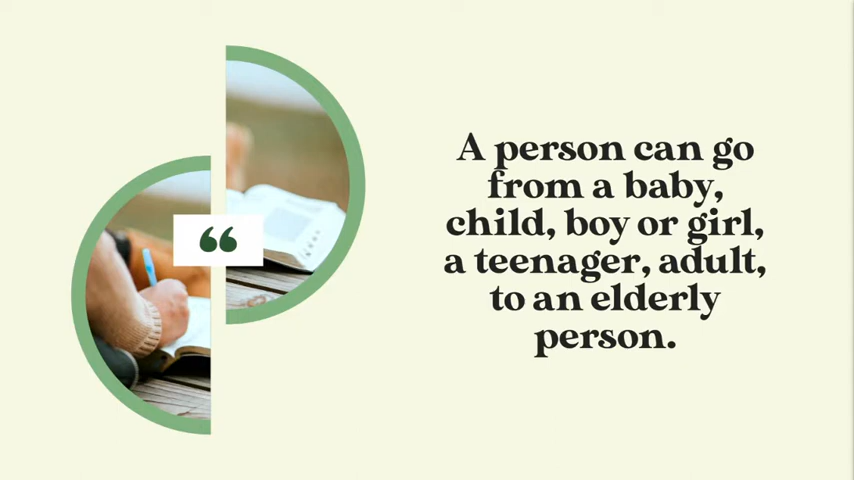 A person can go
from a baby,
child, boy or girl,
a teenager, adult,
to an elderly
person.